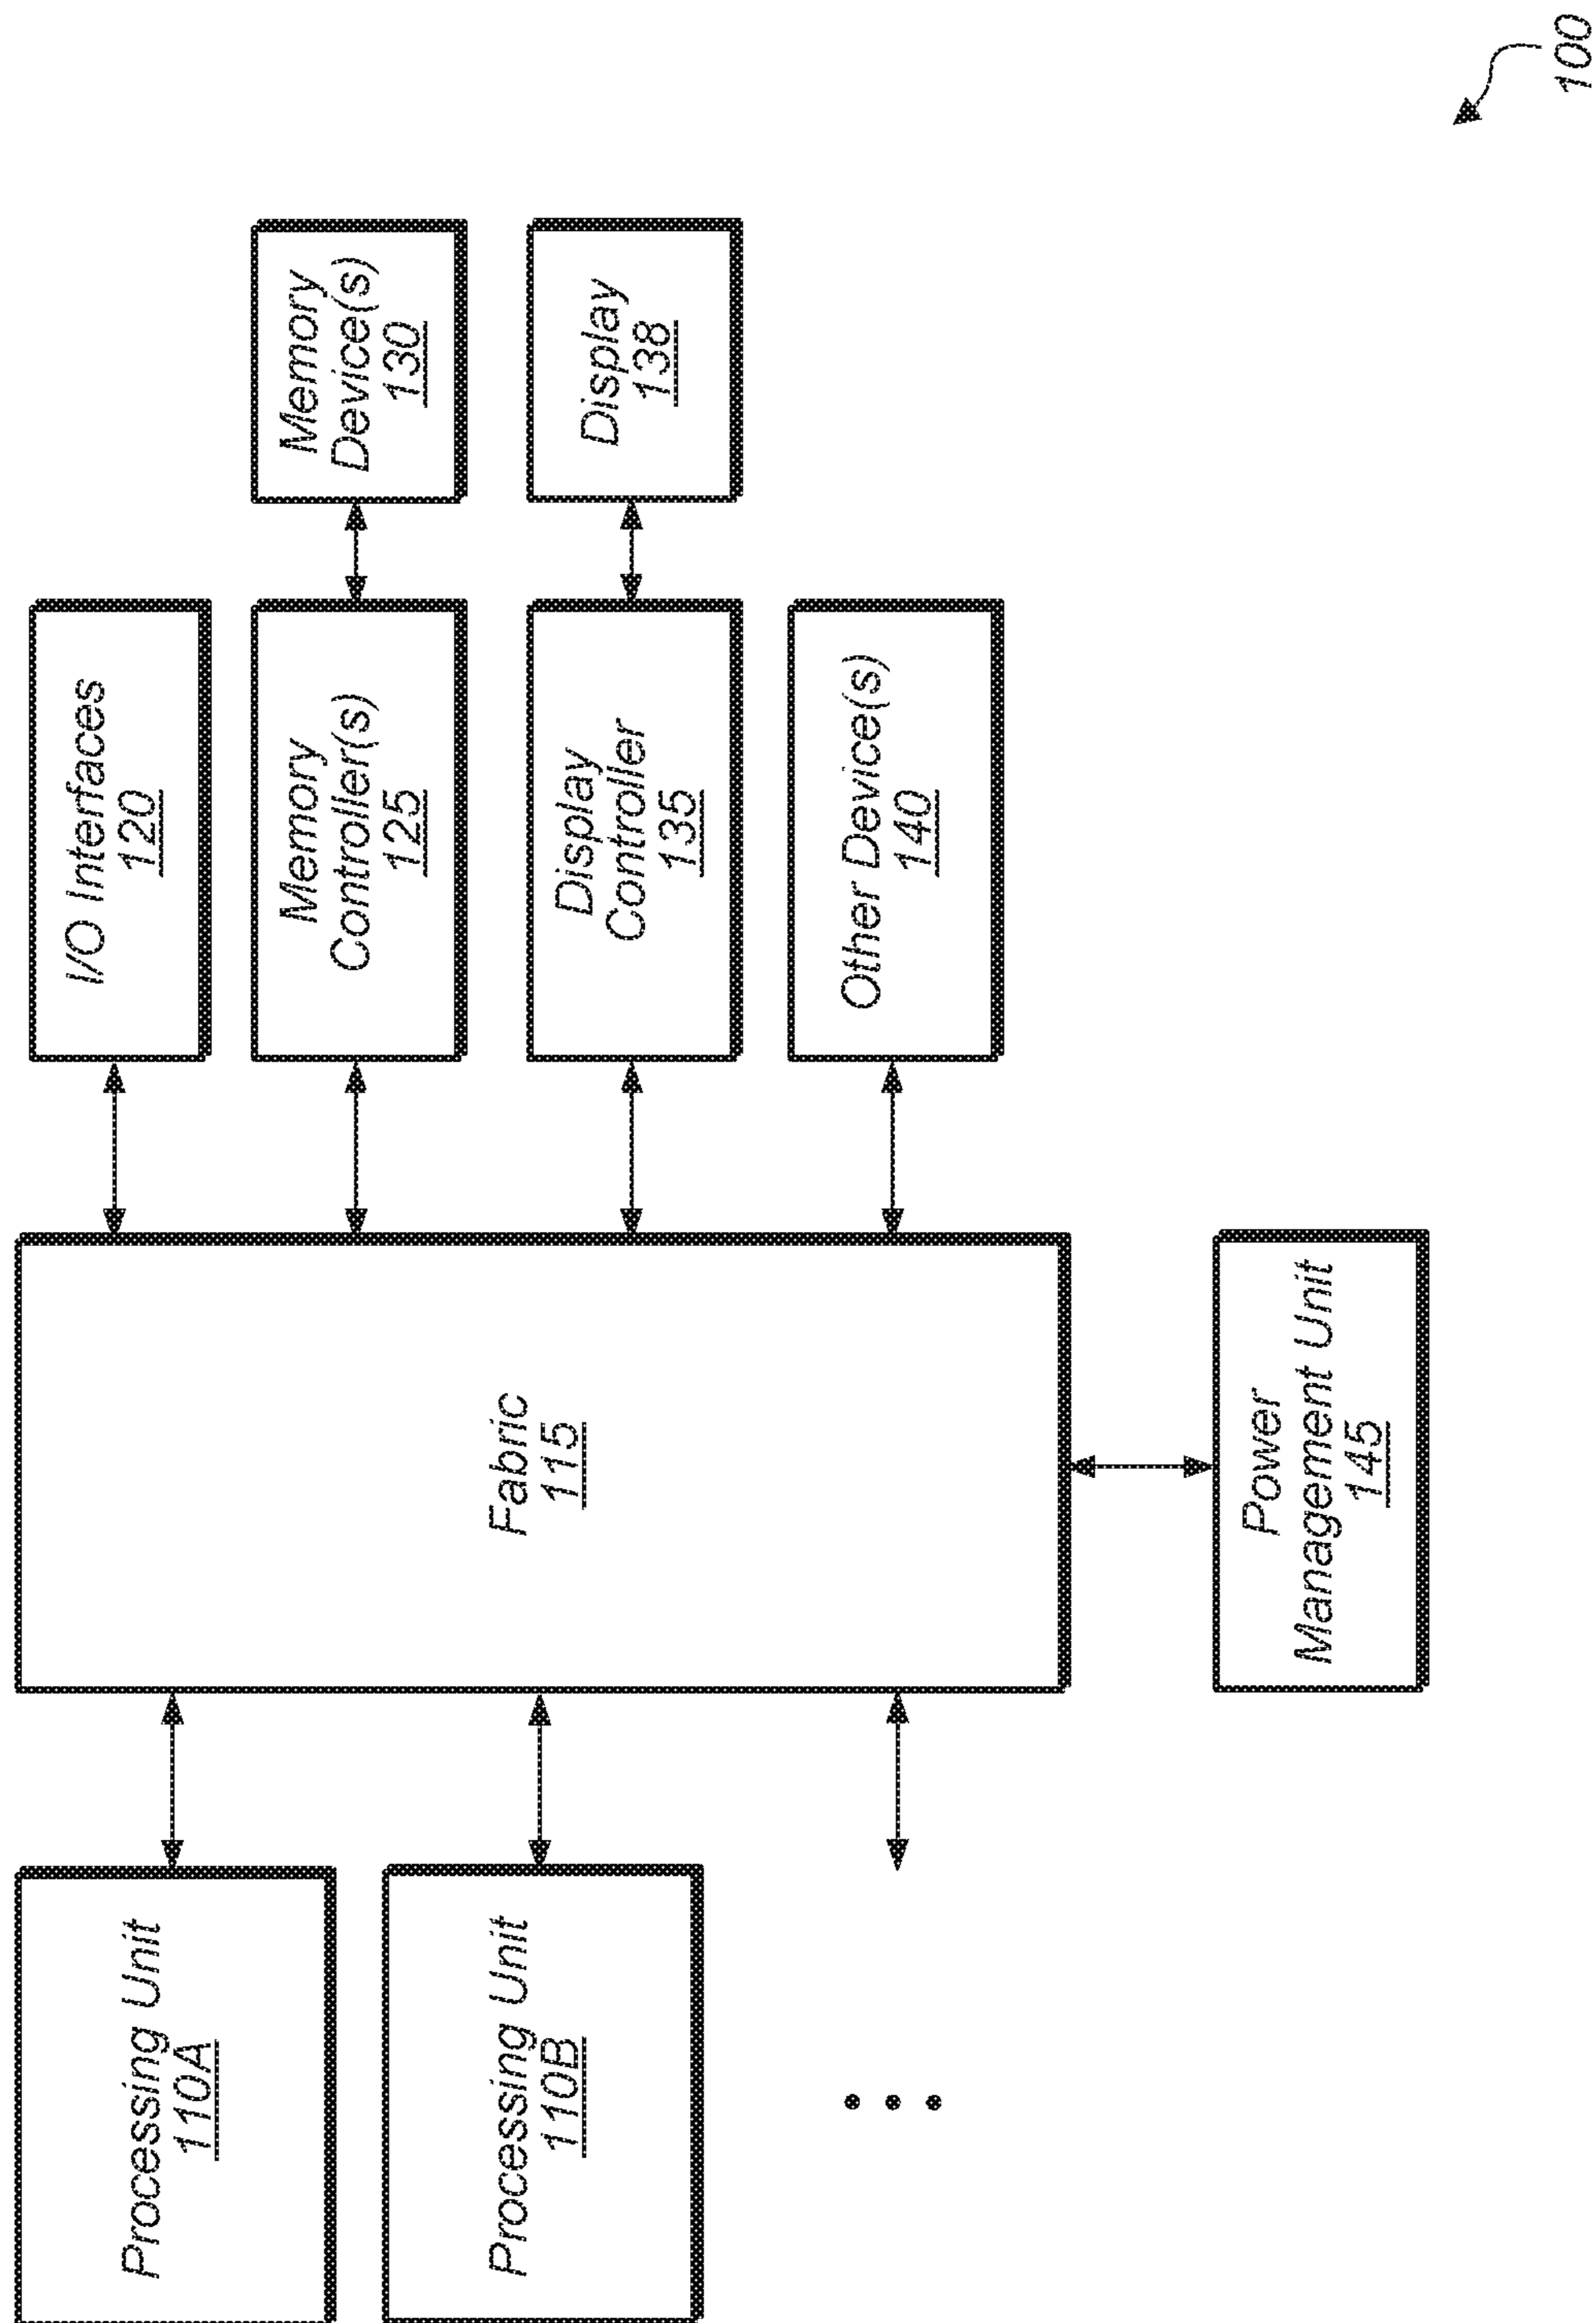 Processing Unit
110A
Processing Unit
110B
Fabric
115
Power
Management Unit
145
I/O Interfaces
120
Memory
Controller(s)
125
Display
Controller
135
Other Device(s)
140
Memory
Device(s)
130
Display
138
100